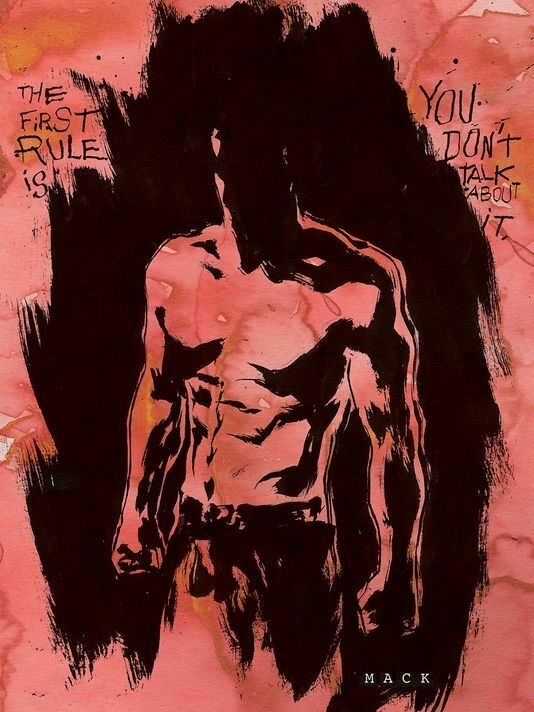 THE
FiRST
RULE
iS
YOU
DON'T
TALK
ABOUT
iT.
MACK